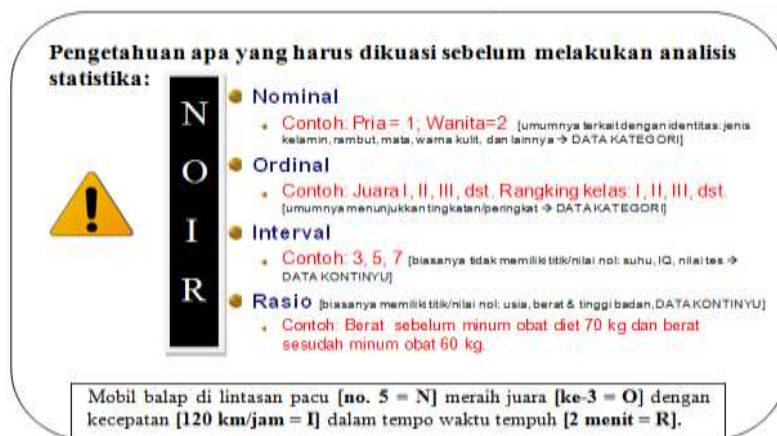 Pengetahuan apa yang harus dikuasi sebelum melakukan analisis
statistika:
N
O
I
R
Nominal
Contoh: Pria = 1; Wanita=2 [umumnya terkait dengan identitas: jenis
kelamin, rambut, mata, warna kulit, dan lainnya → DATA KATEGORI]
Ordinal
Contoh: Juara I, II, III, dst. Rangking kelas: I, II, III, dst.
[umumnya menunjukkan tingkatan/peringkat → DATA KATEGORI]
Interval
Contoh: 3, 5, 7 [biasanya tidak memiliki titik/nilai nol: suhu, IQ, nilai tes →
DATA KONTINYU]
Rasio [biasanya memiliki titik/nilai nol: usia, berat & tinggi badan, DATA KONTINYU]
Contoh: Berat sebelum minum obat diet 70 kg dan berat
sesudah minum obat 60 kg.
Mobil balap di lintasan pacu [no. 5 = N] meraih juara [ke-3 = O] dengan
kecepatan [120 km/jam = I] dalam tempo waktu tempuh [2 menit = R].